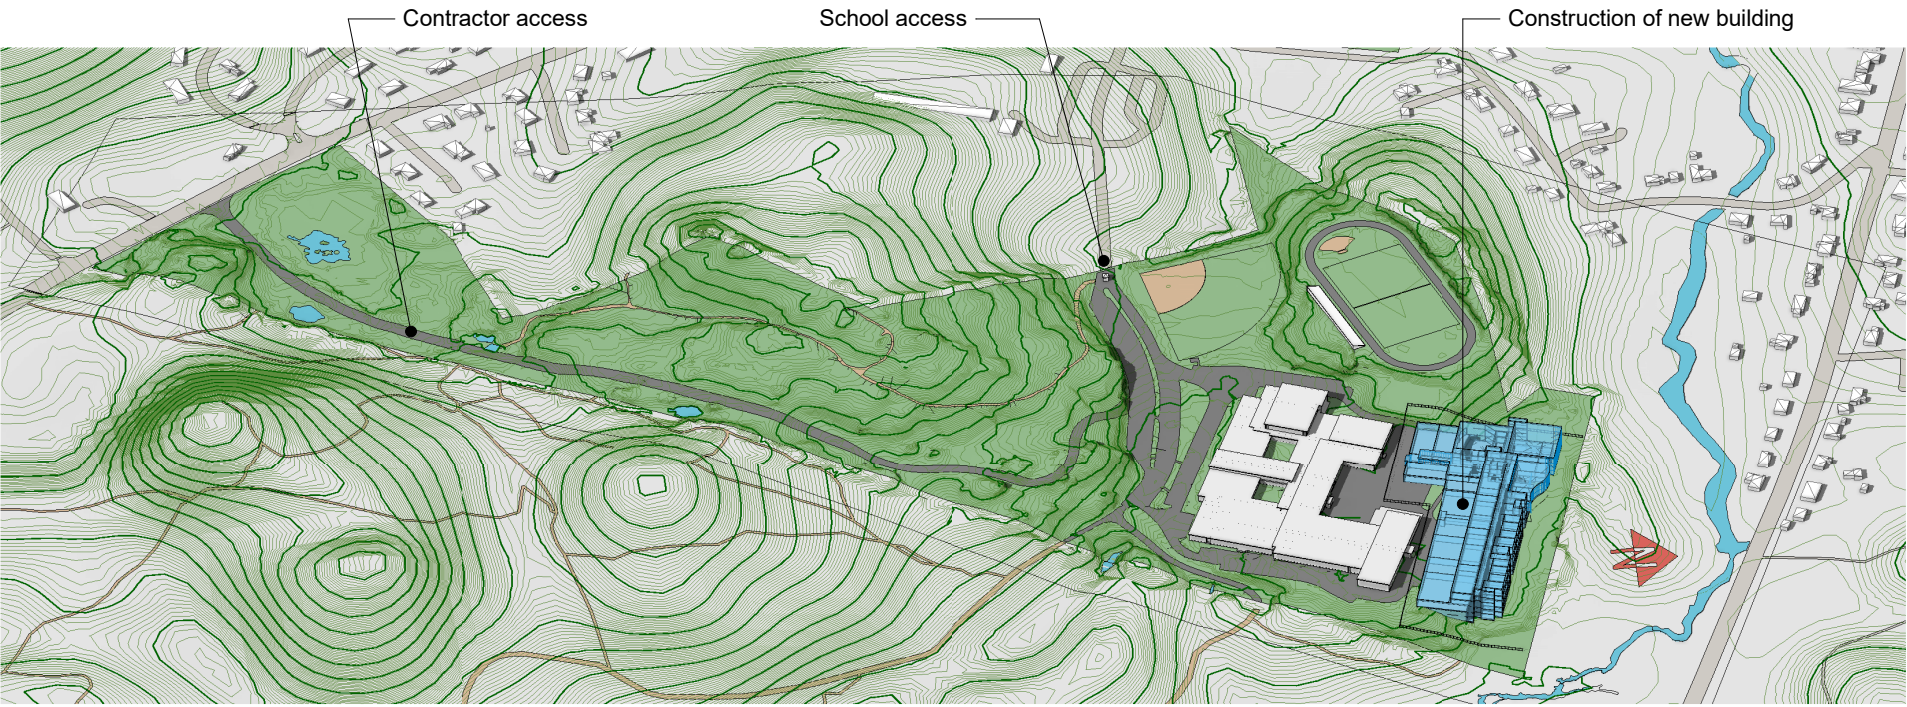 Contractor access
School access
Construction of new building
N